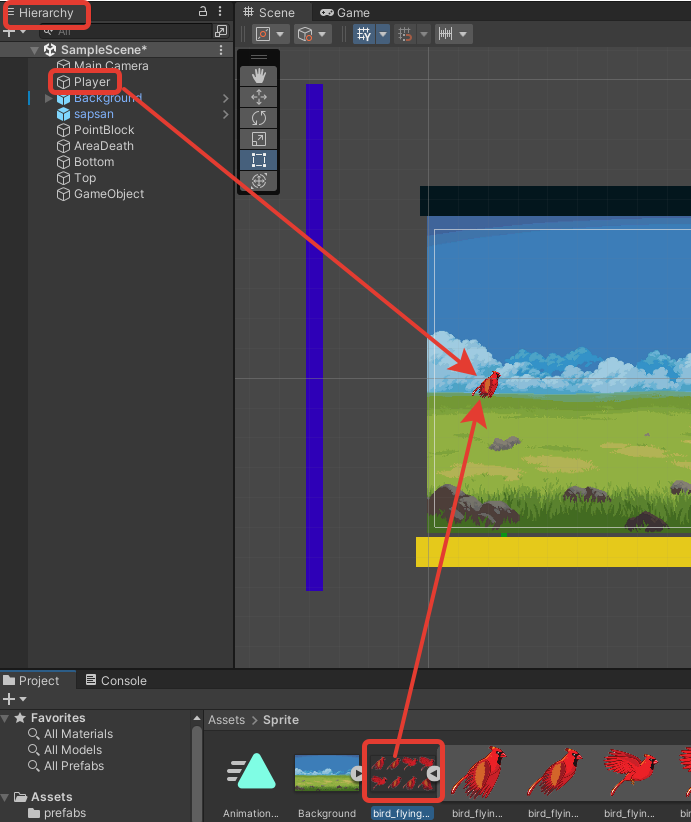 Hierarchy
All
SampleScene*
Main Camera
Player
Background
sapsan
PointBlock
AreaDeath
Bottom
Top
GameObject
Scene
Game
Project
Console
Favorites
All Materials
All Models
All Prefabs
Assets
prefabs
Assets > Sprite
Animation...
Background
bird_flying...
bird_flyin...
bird_flyin...
bird_flyin...
bird_flyin...